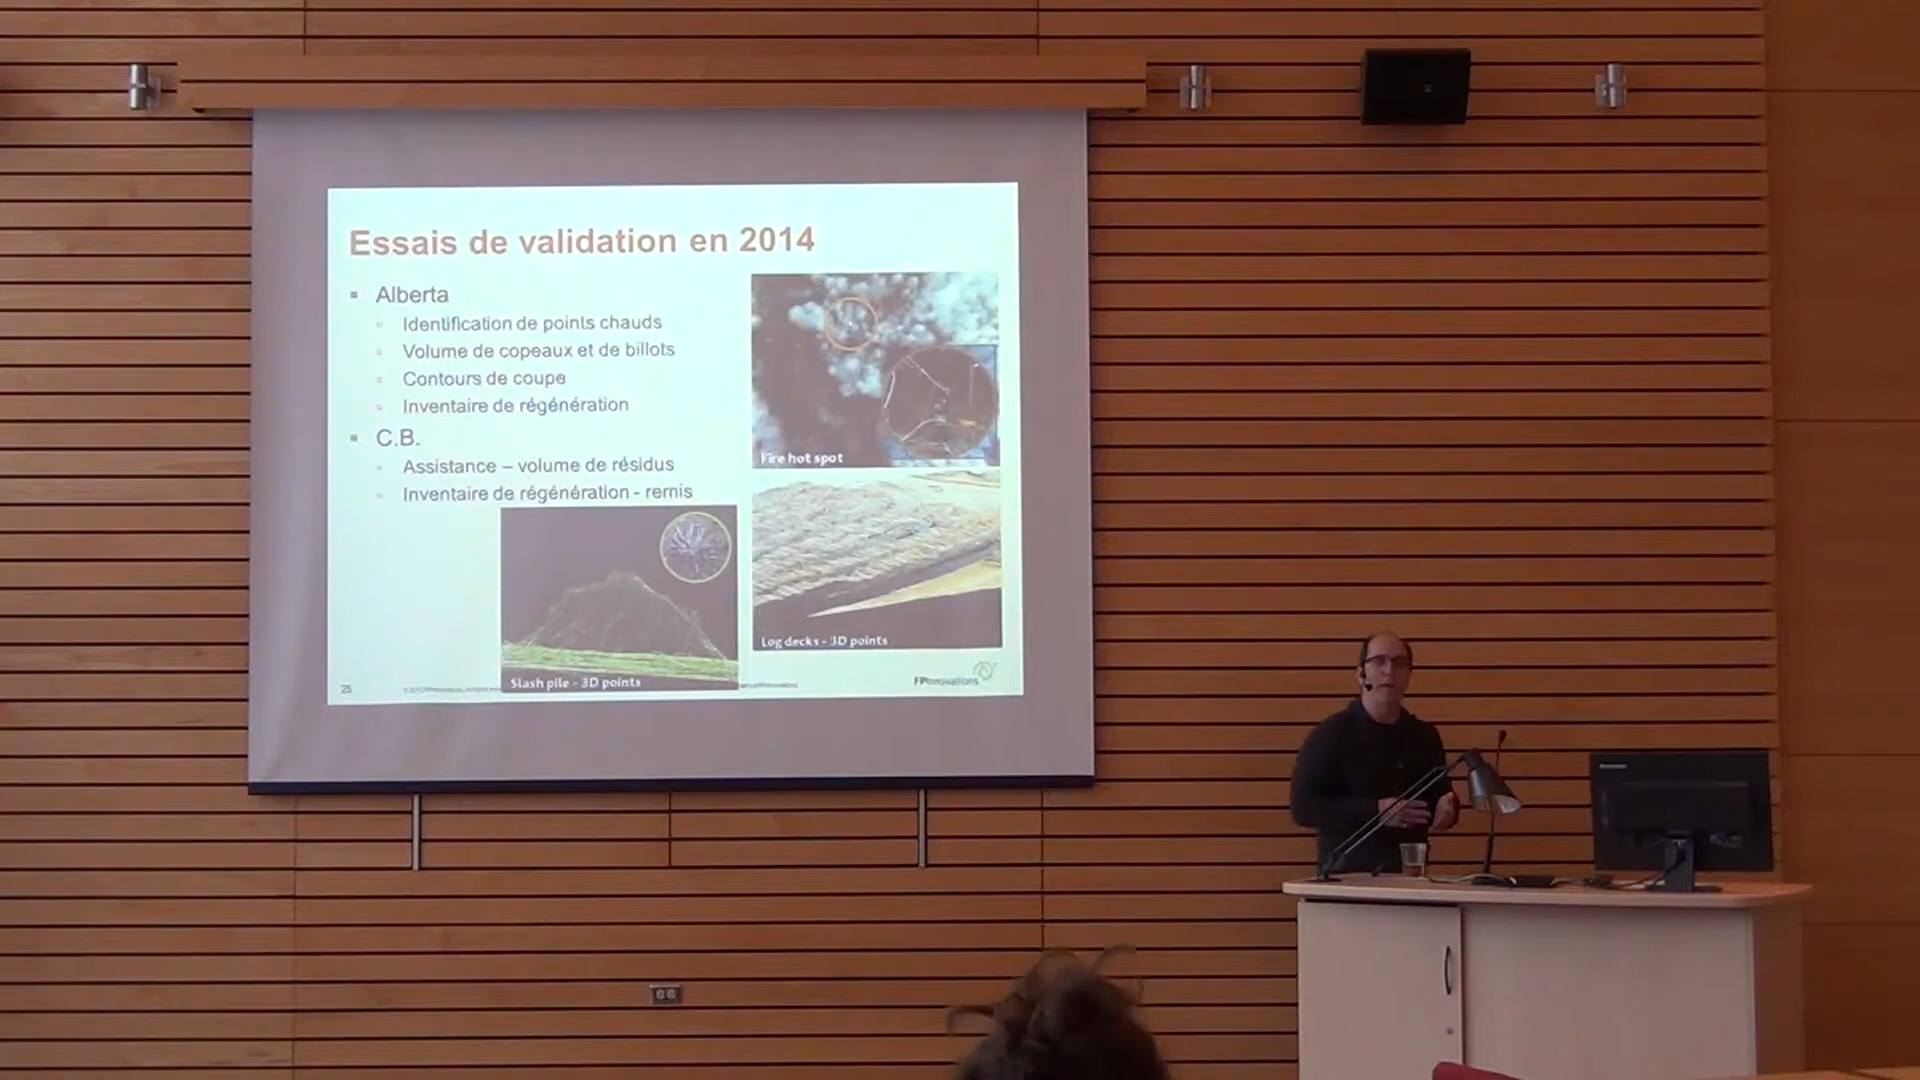 Essais de validation en 2014
Alberta
Identification de points chauds
Volume de copeaux et de billots
Contours de coupe
Inventaire de régénération
C.B.
Assistance – volume de résidus
Inventaire de régénération - remis
Fire hot spot
Log decks - 3D points
Slash pile - 3D points
25
FPInnovations